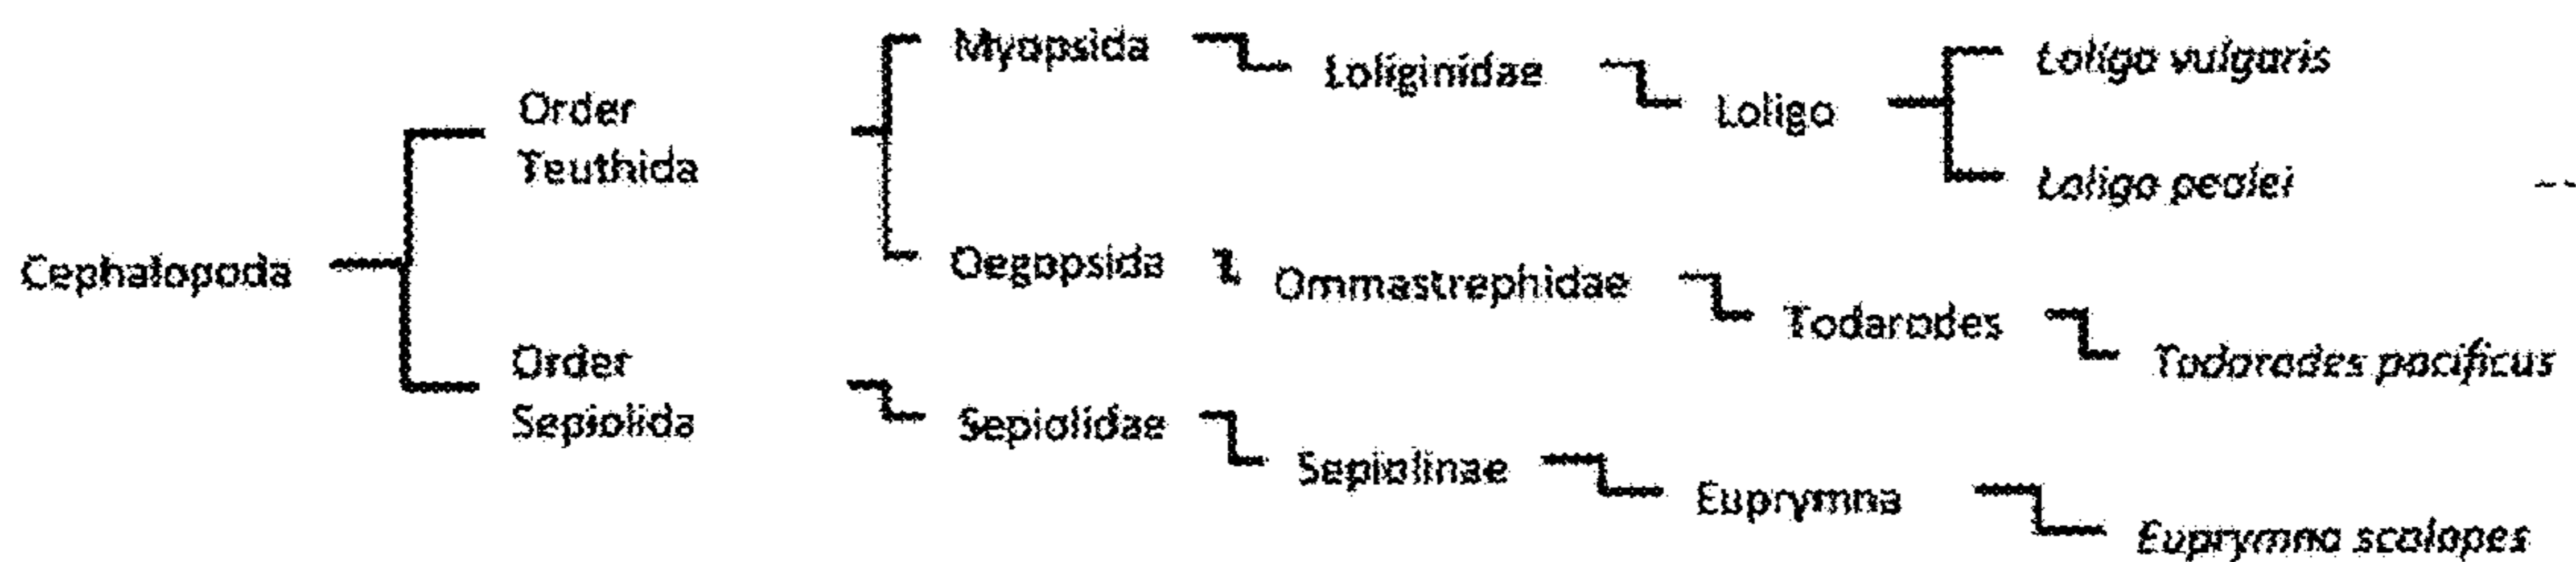 Cephalopoda
Order
Teuthida
Myopsida
Loliginidae
Loligo
Loligo vulgaris
Loligo pealei
Oegopsida
Ommastrephidae
Todarodes
Todarodes pacificus
Order
Sepiolida
Sepiolidae
Sepiolinae
Euprymna
Euprymna scolopes